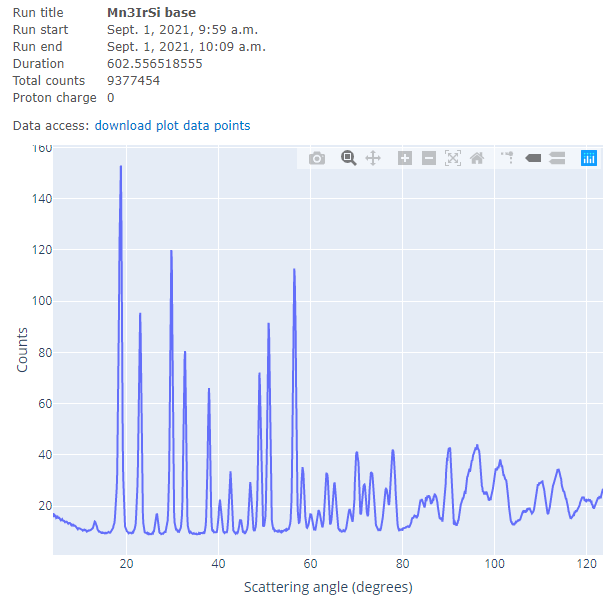 Run title Mn3IrSi base
Run start Sept. 1, 2021, 9:59 a.m.
Run end Sept. 1, 2021, 10:09 a.m.
Duration 602.556518555
Total counts 9377454
Proton charge 0
Data access: download plot data points
160
140
120
100
80
60
40
20
Counts
20 40 60 80 100 120
Scattering angle (degrees)